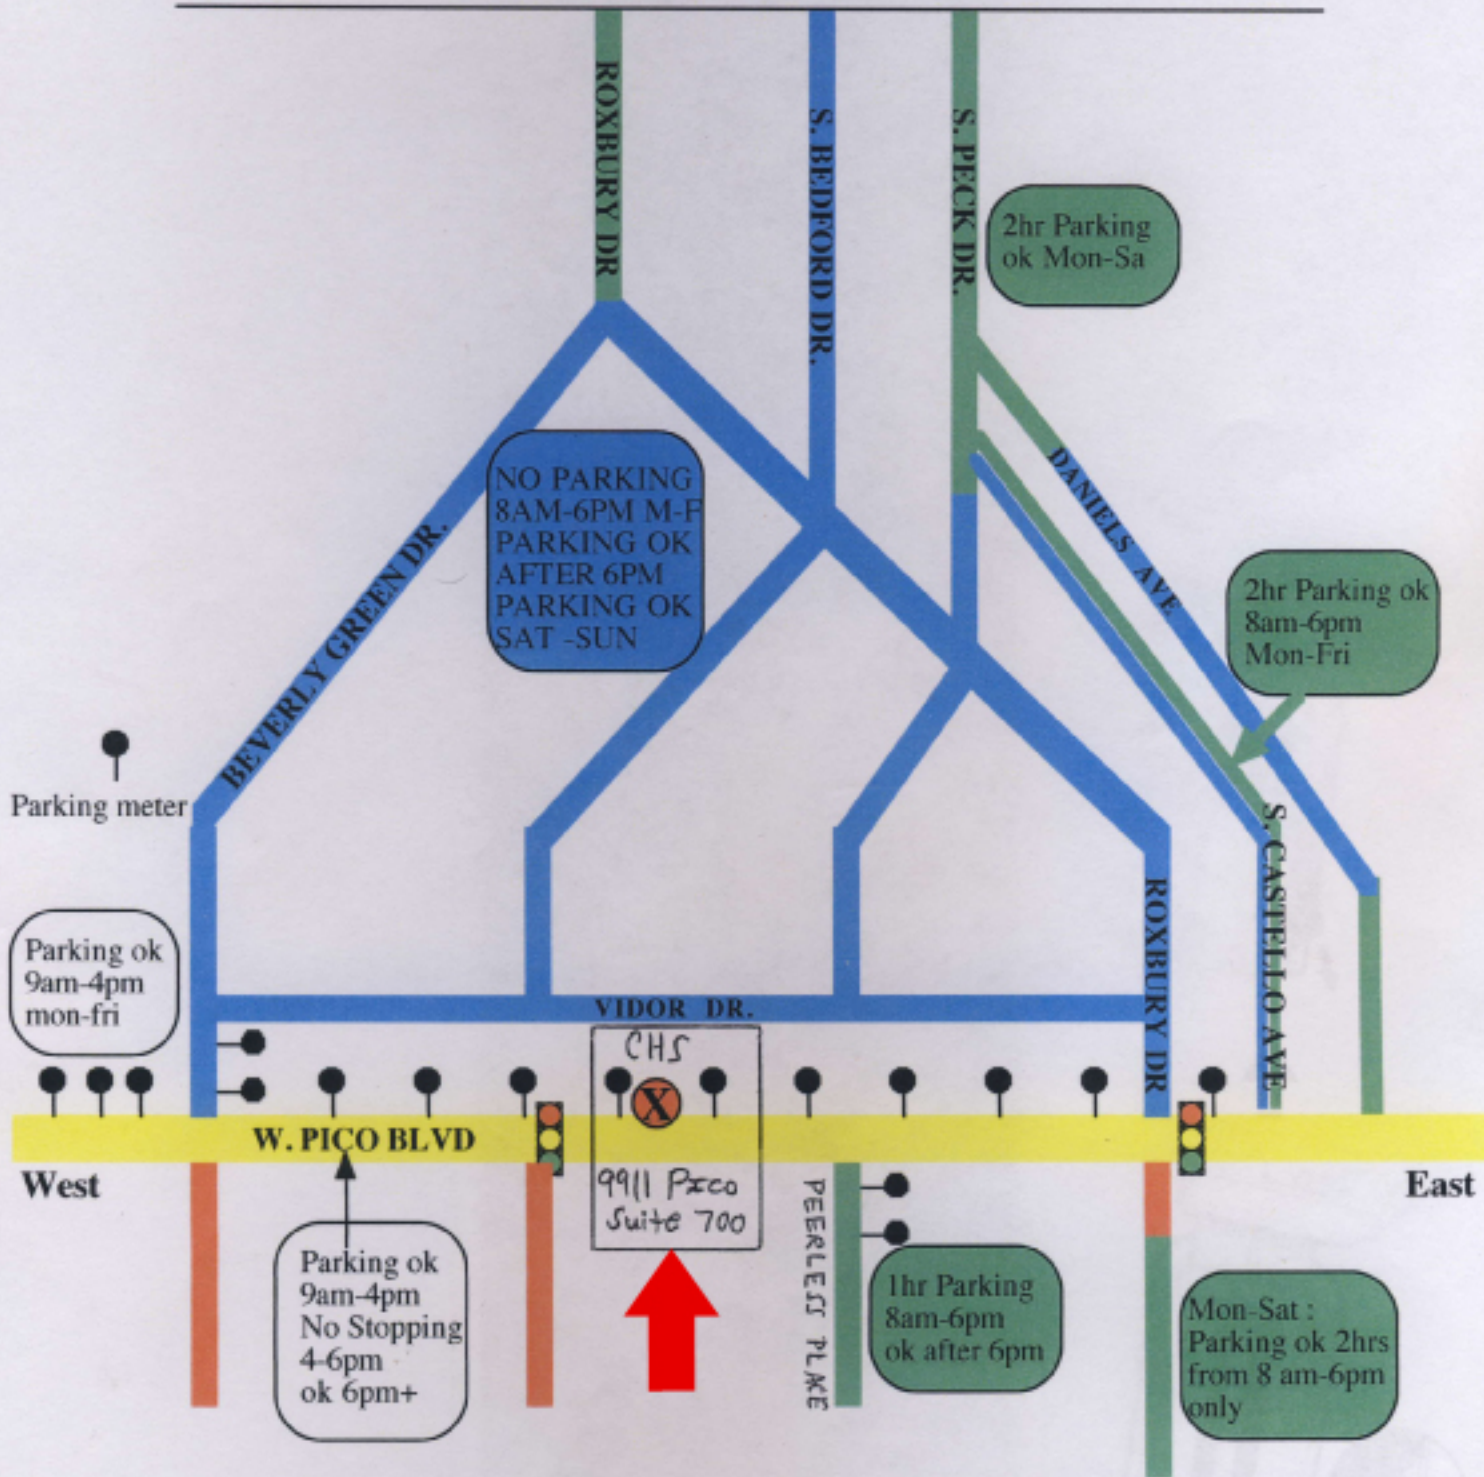 ROXBURY DR
S. BEDFORD DR.
S. PECK DR.
2hr Parking
ok Mon-Sa
NO PARKING
8AM-6PM M-F
PARKING OK
AFTER 6PM
PARKING OK
SAT -SUN
BEVERLY GREEN DR.
DANIELS AVE
2hr Parking ok
8am-6pm
Mon-Fri
Parking meter
S. CASTELLO AVE
ROXBURY DR
Parking ok
9am-4pm
mon-fri
VIDOR DR.
CHS
X
W. PICO BLVD
West
East
9911 Pico
Suite 700
PEERLESS PLACE
Parking ok
9am-4pm
No Stopping
4-6pm
ok 6pm+
1hr Parking
8am-6pm
ok after 6pm
Mon-Sat :
Parking ok 2hrs
from 8 am-6pm
only